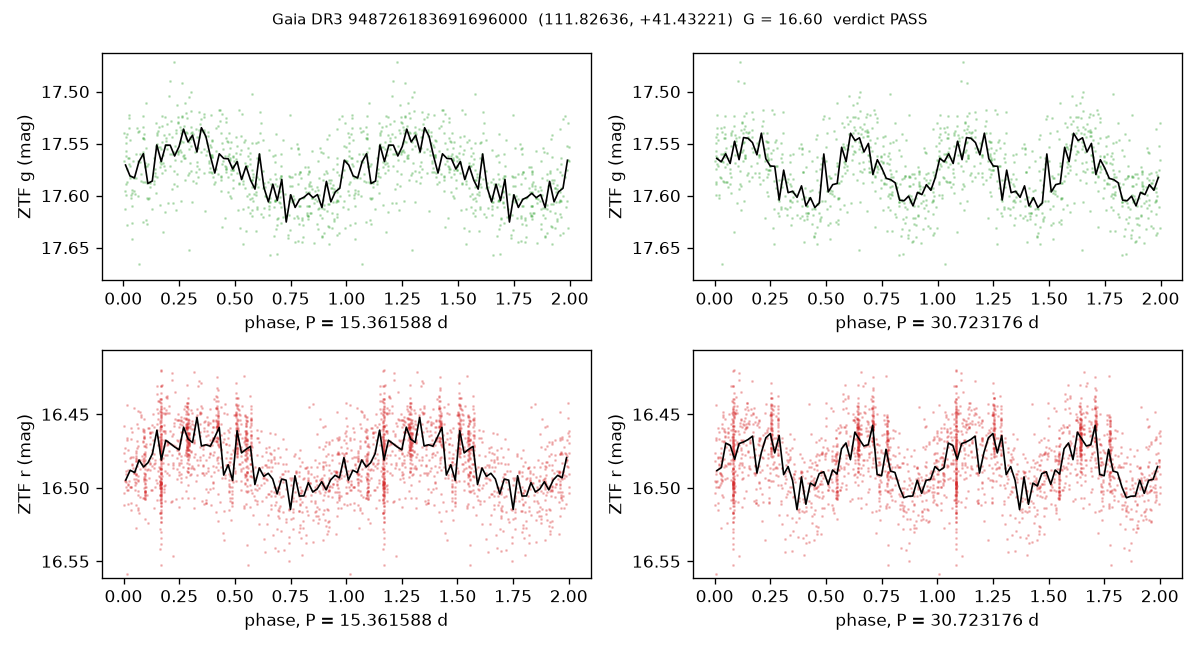 Gaia DR3 948726183691696000 (111.82636, +41.43221) G = 16.60 verdict PASS
ZTF g (mag)
17.50
17.55
17.60
17.65
0.00 0.25 0.50 0.75 1.00 1.25 1.50 1.75 2.00
phase, P = 15.361588 d
ZTF g (mag)
17.50
17.55
17.60
17.65
0.00 0.25 0.50 0.75 1.00 1.25 1.50 1.75 2.00
phase, P = 30.723176 d
ZTF r (mag)
16.45
16.50
16.55
0.00 0.25 0.50 0.75 1.00 1.25 1.50 1.75 2.00
phase, P = 15.361588 d
ZTF r (mag)
16.45
16.50
16.55
0.00 0.25 0.50 0.75 1.00 1.25 1.50 1.75 2.00
phase, P = 30.723176 d